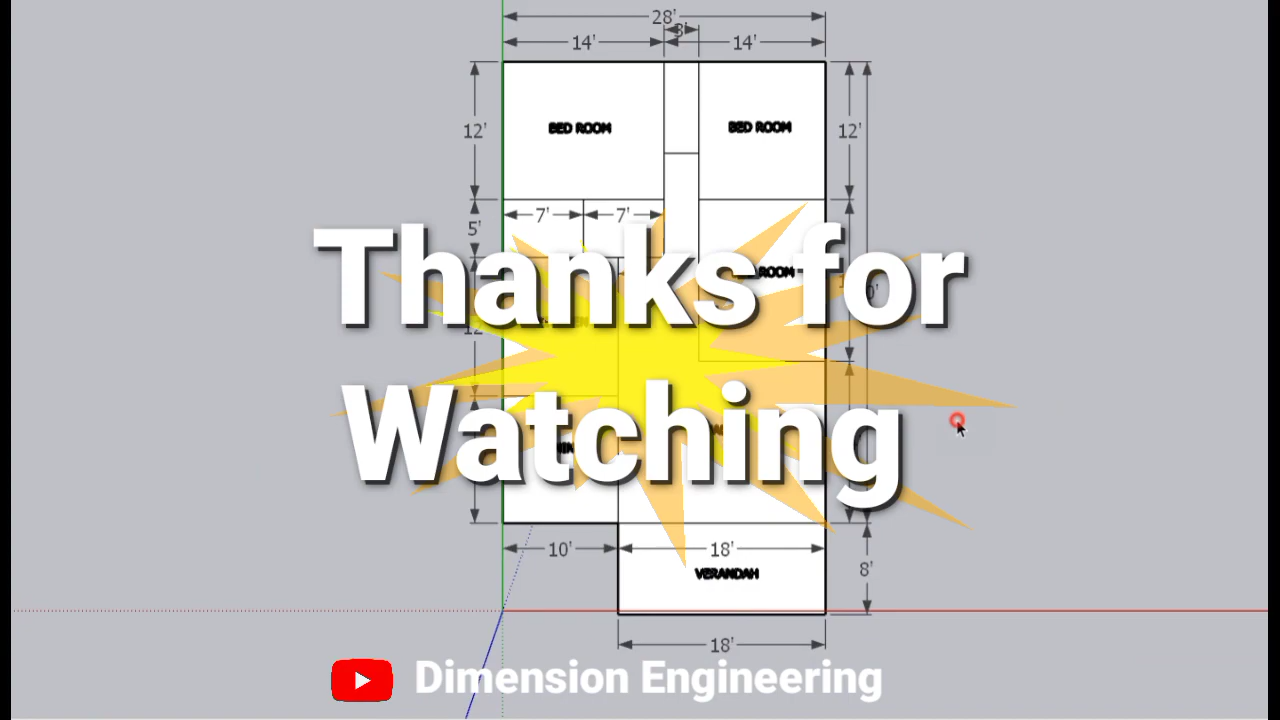 28'
3'
14'
14'
12'
BED ROOM
BED ROOM
12'
7'
7'
5'
ROOM
Thanks for
12'
Watching
10'
18'
VERANDAH
8'
18'
Dimension Engineering